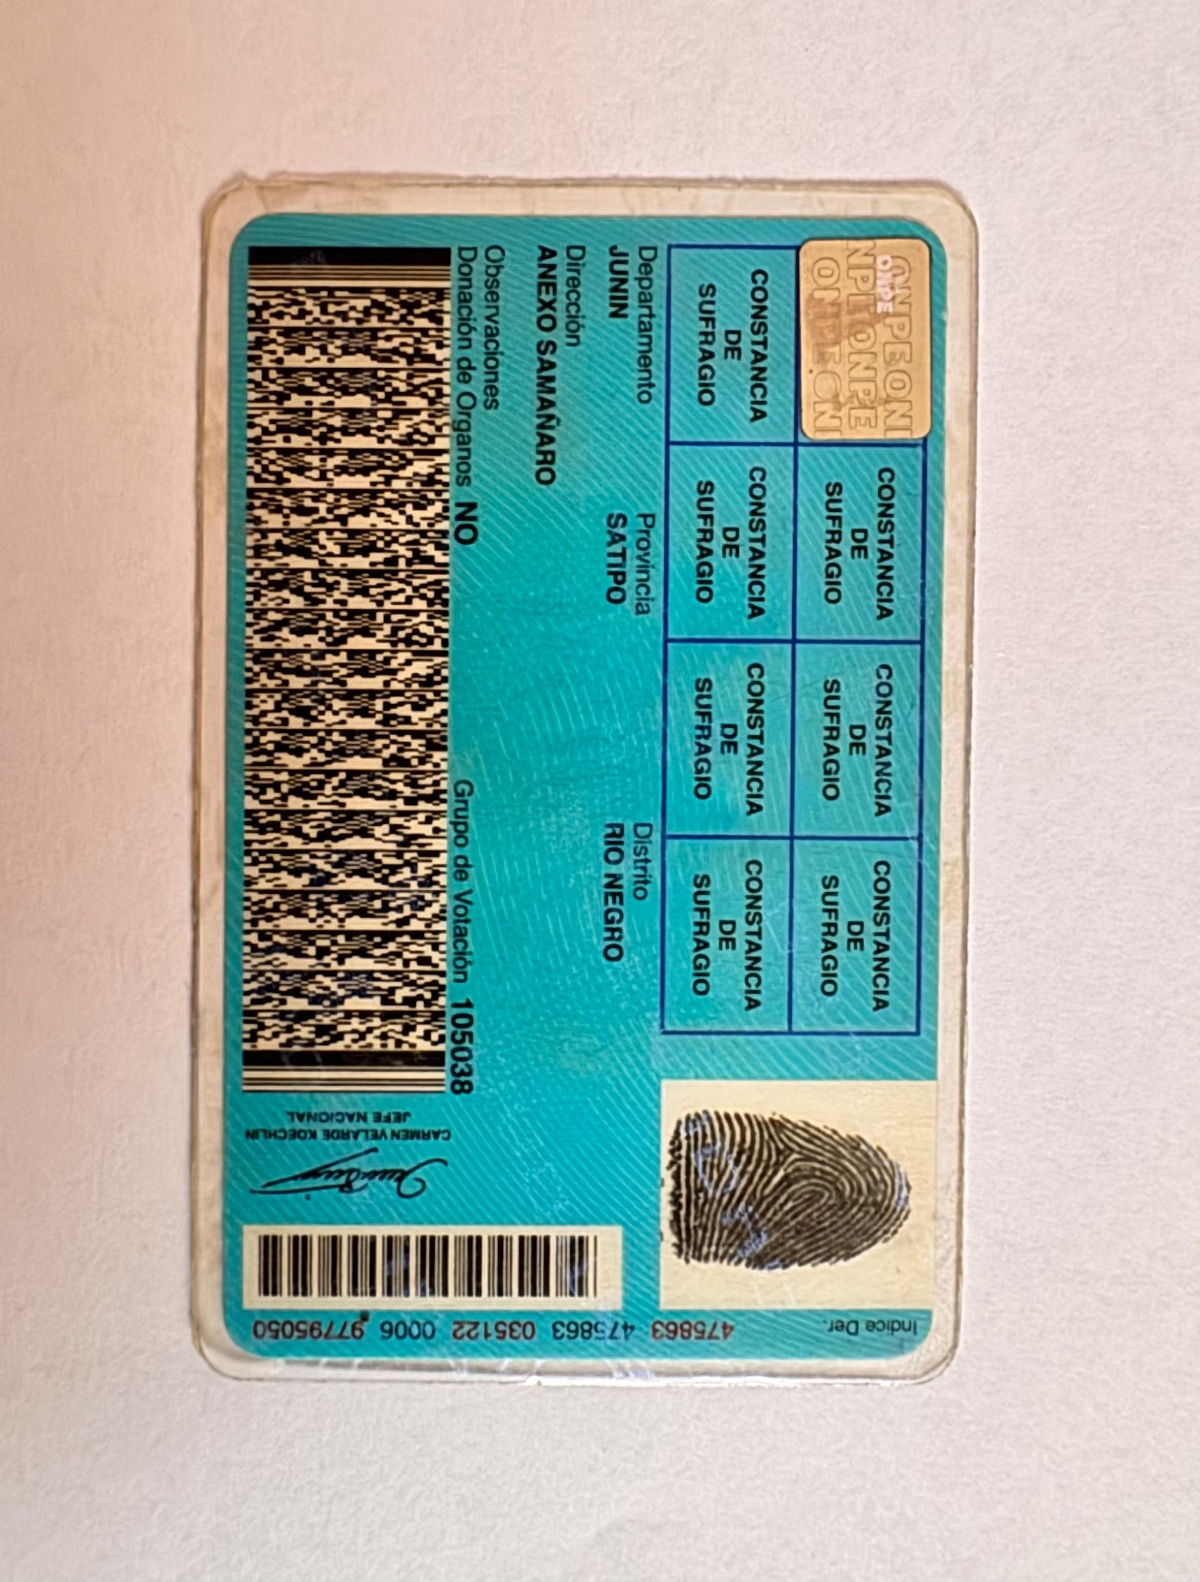 CONSTANCIA
DE
SUFRAGIO
CONSTANCIA
DE
SUFRAGIO
CONSTANCIA
DE
SUFRAGIO
ONPE
CONSTANCIA
DE
SUFRAGIO
CONSTANCIA
DE
SUFRAGIO
CONSTANCIA
DE
SUFRAGIO
CONSTANCIA
DE
SUFRAGIO
Departamento Provincia Distrito
JUNIN SATIPO RIO NEGRO
Dirección
ANEXO SAMAÑARO
Observaciones
Donación de Organos NO Grupo de Votación 105038
Indice Der.
475863 475863 035122 0006 97795050
CARMEN VELARDE KOECHLIN
JEFE NACIONAL